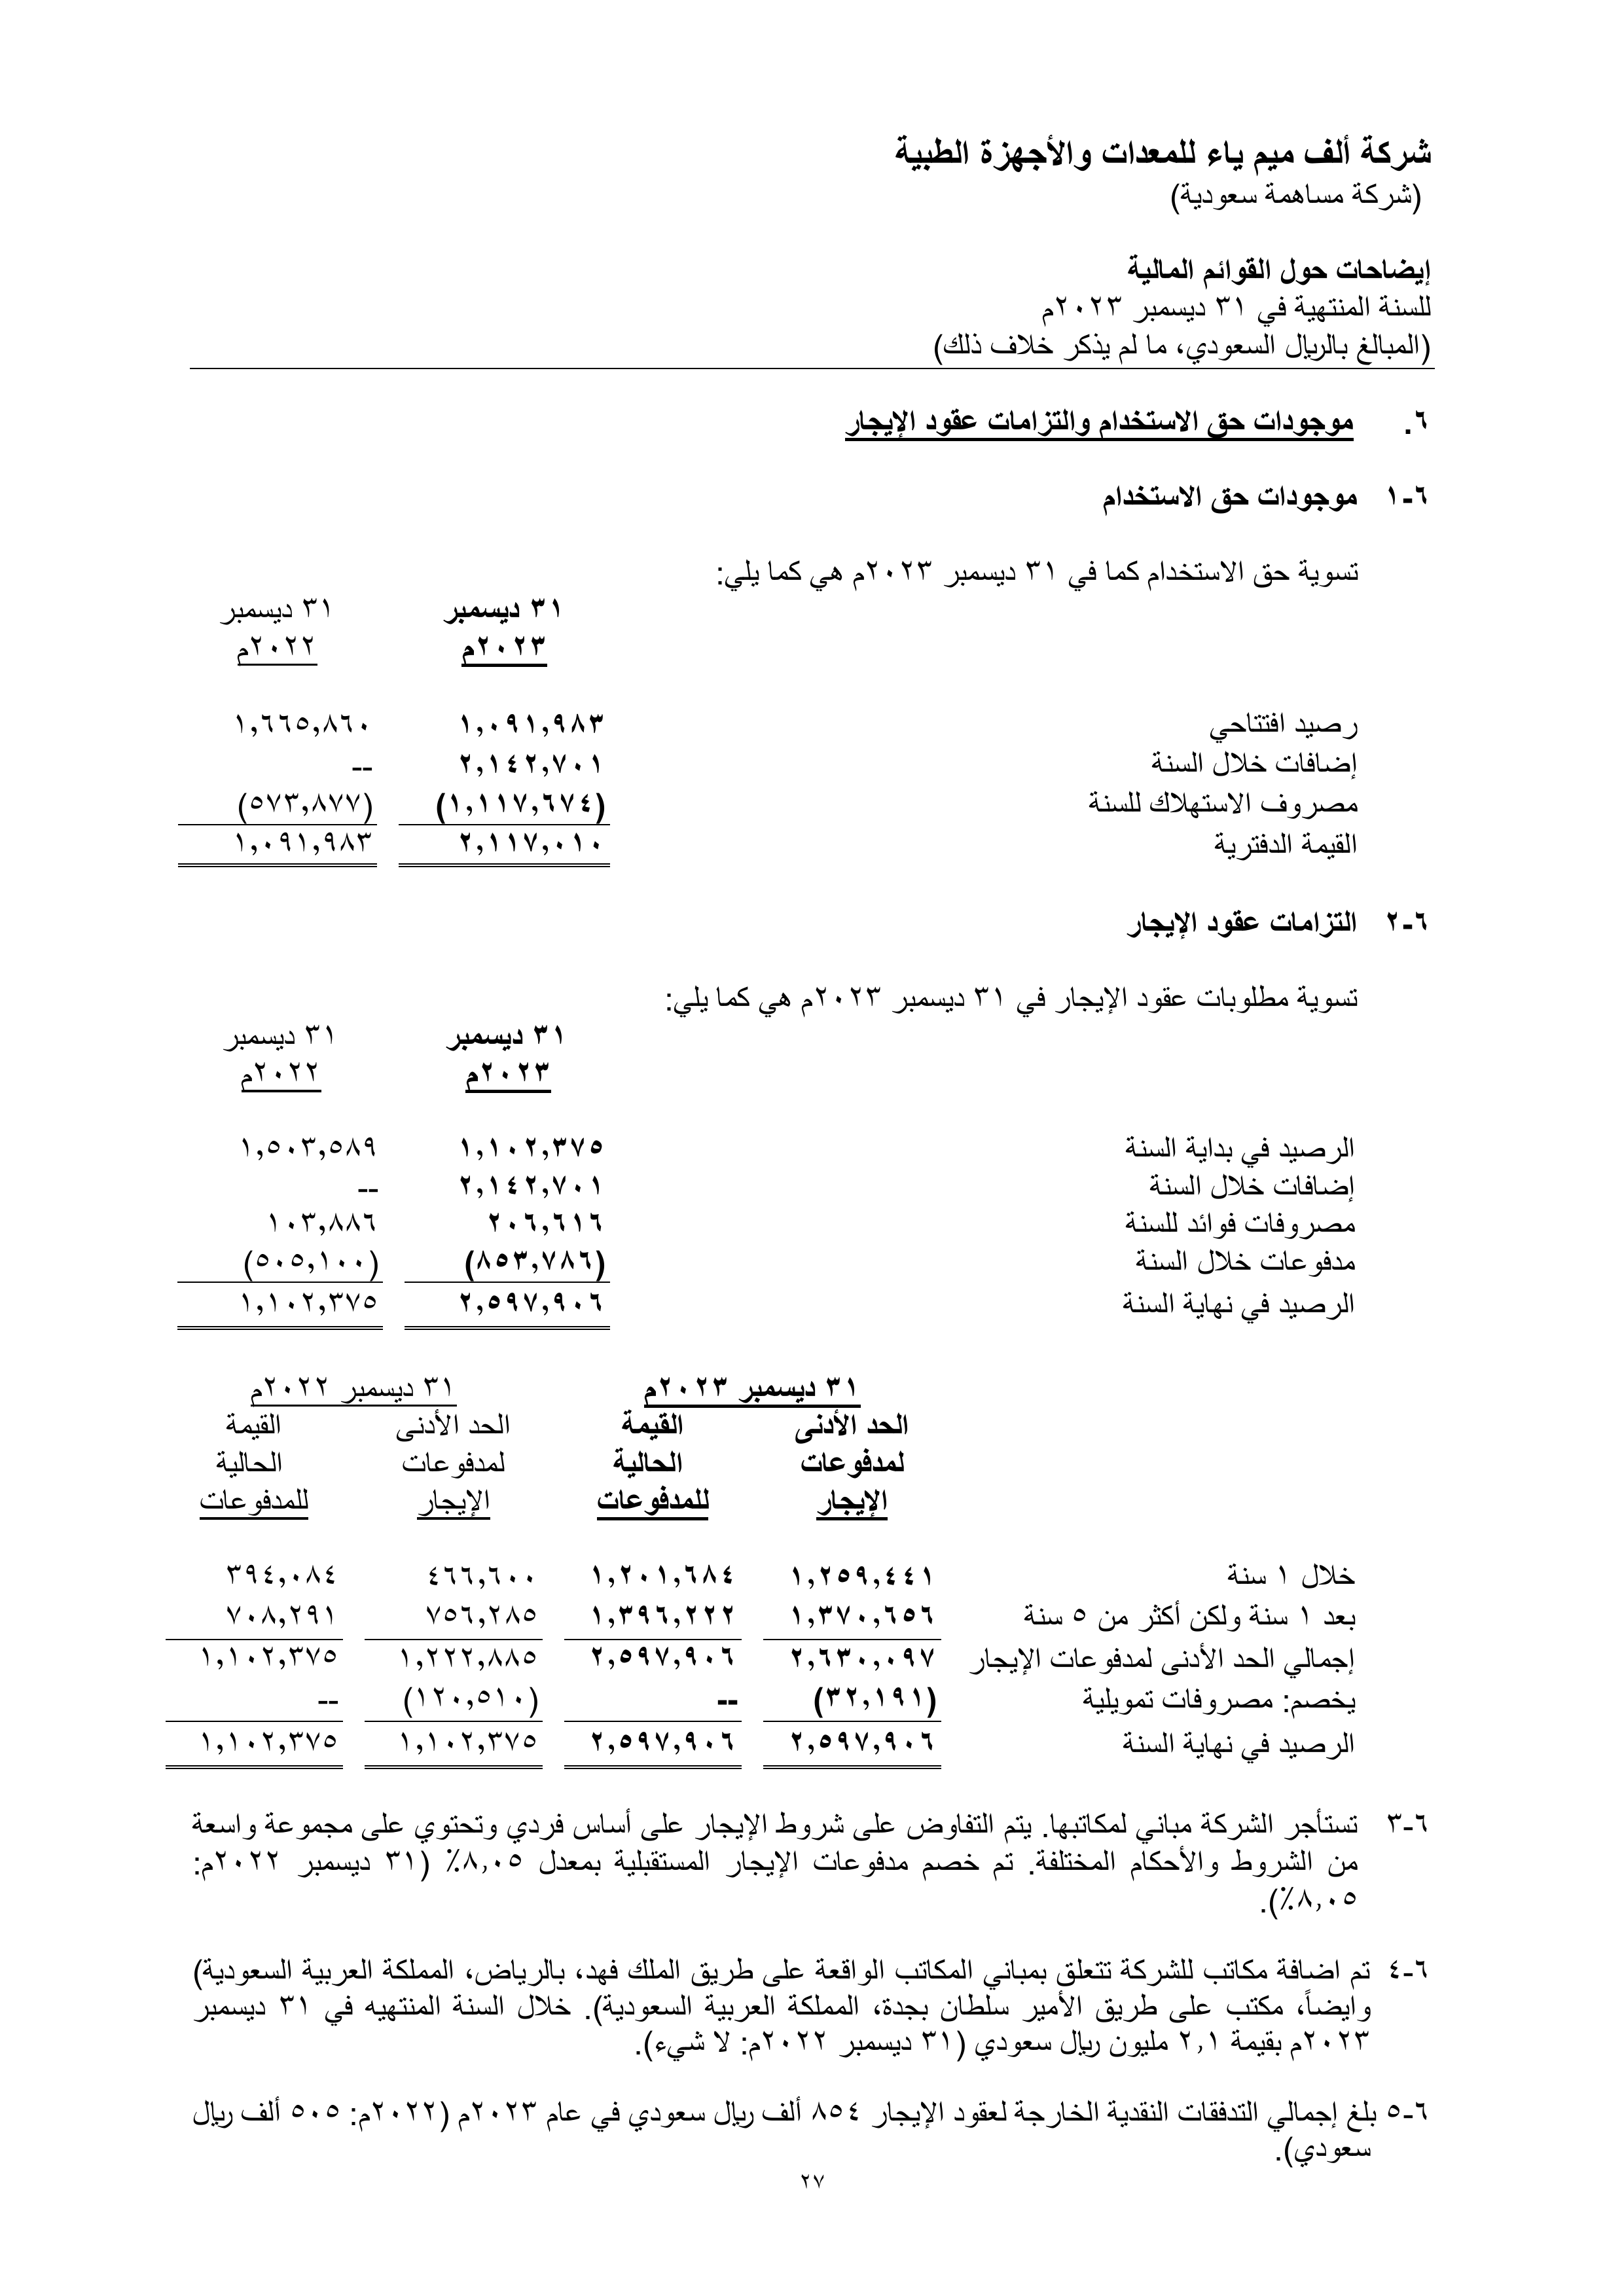 شركة ألف ميم ياء للمعدات والأجهزة الطبية
(شركة مساهمة سعودية)
إيضاحات حول القوائم المالية
للسنة المنتهية في ٣١ ديسمبر ٢٠٢٣م
(المبالغ بالريال السعودي، ما لم يذكر خلاف ذلك)
٦. موجودات حق الاستخدام والتزامات عقود الإيجار
٦-١ موجودات حق الاستخدام
تسوية حق الاستخدام كما في ٣١ ديسمبر ٢٠٢٣م هي كما يلي:
٣١ ديسمبر ٣١ ديسمبر
٢٠٢٣م ٢٠٢٢م
رصيد افتتاحي ١,٠٩١,٩٨٣ ١,٦٦٥,٨٦٠
إضافات خلال السنة ٢,١٤٢,٧٠١ --
مصروف الاستهلاك للسنة (١,١١٧,٦٧٤) (٥٧٣,٨٧٧)
القيمة الدفترية ٢,١١٧,٠١٠ ١,٠٩١,٩٨٣
٦-٢ التزامات عقود الإيجار
تسوية مطلوبات عقود الإيجار في ٣١ ديسمبر ٢٠٢٣م هي كما يلي:
٣١ ديسمبر ٣١ ديسمبر
٢٠٢٣م ٢٠٢٢م
الرصيد في بداية السنة ١,١٠٢,٣٧٥ ١,٥٠٣,٥٨٩
إضافات خلال السنة ٢,١٤٢,٧٠١ --
مصروفات فوائد للسنة ٢٠٦,٦١٦ ١٠٣,٨٨٦
مدفوعات خلال السنة (٨٥٣,٧٨٦) (٥٠٥,١٠٠)
الرصيد في نهاية السنة ٢,٥٩٧,٩٠٦ ١,١٠٢,٣٧٥
٣١ ديسمبر ٢٠٢٣م ٣١ ديسمبر ٢٠٢٢م
الحد الأدنى القيمة الحد الأدنى القيمة
لمدفوعات الحالية لمدفوعات الحالية
الإيجار للمدفوعات الإيجار للمدفوعات
خلال ١ سنة ١,٢٥٩,٤٤١ ١,٢٠١,٦٨٤ ٤٦٦,٦٠٠ ٣٩٤,٠٨٤
بعد ١ سنة ولكن أكثر من ٥ سنة ١,٣٧٠,٦٥٦ ١,٣٩٦,٢٢٢ ٧٥٦,٢٨٥ ٧٠٨,٢٩١
إجمالي الحد الأدنى لمدفوعات الإيجار ٢,٦٣٠,٠٩٧ ٢,٥٩٧,٩٠٦ ١,٢٢٢,٨٨٥ ١,١٠٢,٣٧٥
يخصم: مصروفات تمويلية (٣٢,١٩١) -- (١٢٠,٥١٠) --
الرصيد في نهاية السنة ٢,٥٩٧,٩٠٦ ٢,٥٩٧,٩٠٦ ١,١٠٢,٣٧٥ ١,١٠٢,٣٧٥
٦-٣ تستأجر الشركة مباني لمكاتبها. يتم التفاوض على شروط الإيجار على أساس فردي وتحتوي على مجموعة واسعة
من الشروط والأحكام المختلفة. تم خصم مدفوعات الإيجار المستقبلية بمعدل ٨,٠٥٪ (٣١ ديسمبر ٢٠٢٢م:
٨,٠٥٪).
٦-٤ تم اضافة مكاتب للشركة تتعلق بمباني المكاتب الواقعة على طريق الملك فهد، بالرياض، المملكة العربية السعودية)
وايضاً، مكتب على طريق الأمير سلطان بجدة، المملكة العربية السعودية). خلال السنة المنتهيه في ٣١ ديسمبر
٢٠٢٣م بقيمة ٢,١ مليون ريال سعودي (٣١ ديسمبر ٢٠٢٢م: لا شيء).
٦-٥ بلغ إجمالي التدفقات النقدية الخارجة لعقود الإيجار ٨٥٤ ألف ريال سعودي في عام ٢٠٢٣م (٢٠٢٢م: ٥٠٥ ألف ريال
سعودي).
٢٧